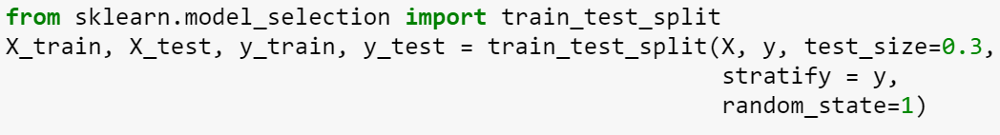 from sklearn.model_selection import train_test_split
X_train, X_test, y_train, y_test = train_test_split(X, y, test_size=0.3,
stratify = y,
random_state=1)